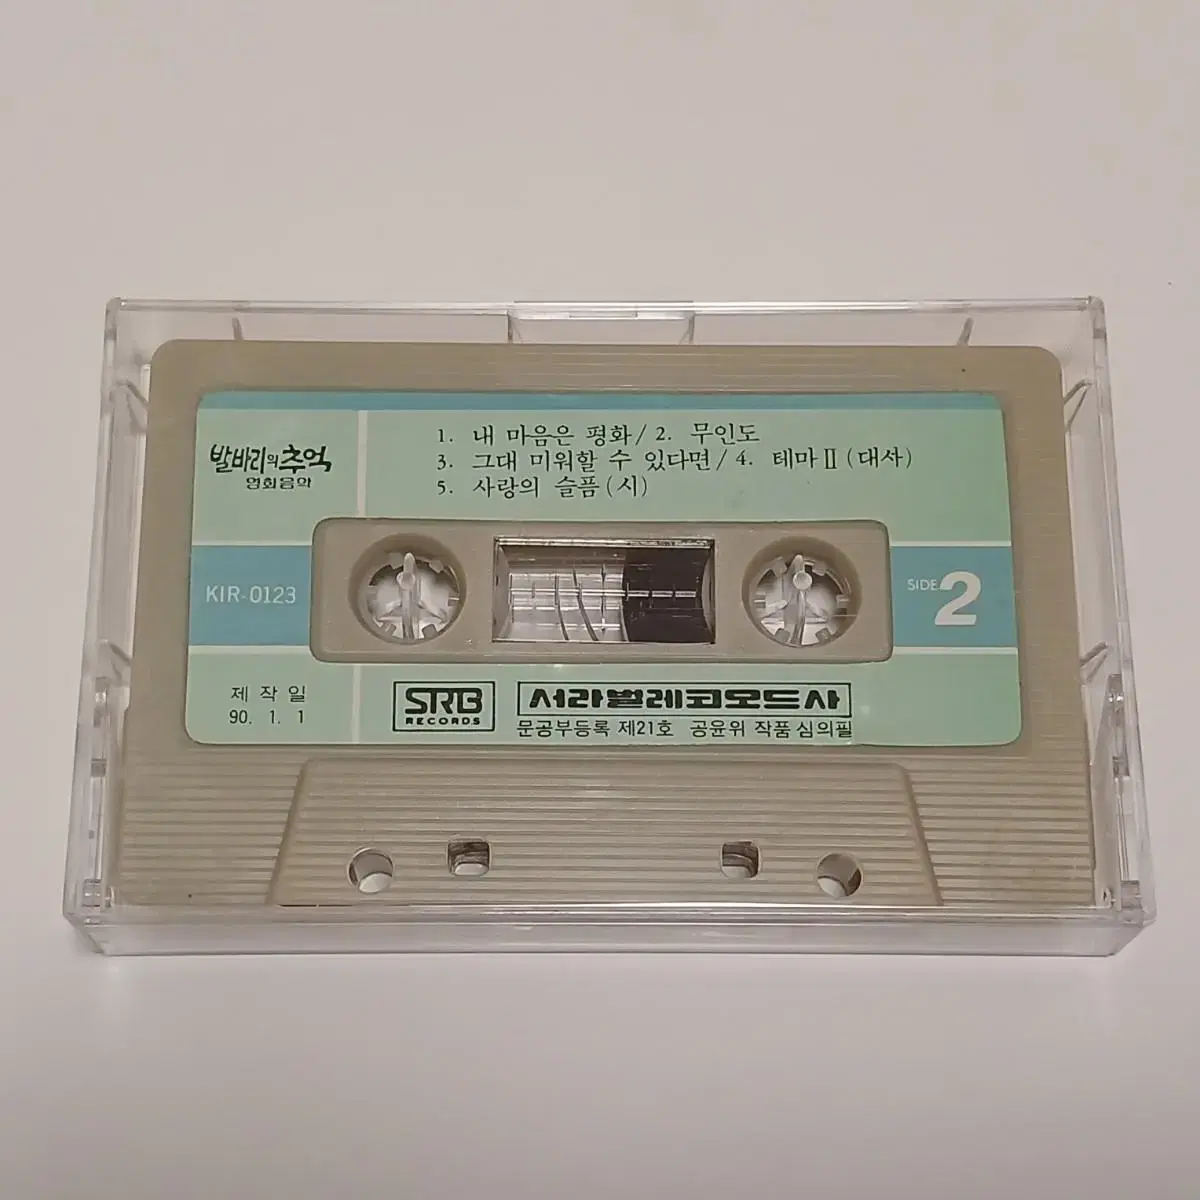 1. 내 마음은 평화/2. 무인도
3. 그대 미워할 수 있다면/4. 테마Ⅱ(대사)
5. 사랑의 슬픔(시)
발바리의 추억
영화음악
KIR-0123
SIDE 2
제작일
90. 1. 1
SRB
RECORDS
서라벌레코오드사
문공부등록 제21호 공윤위 작품심의필